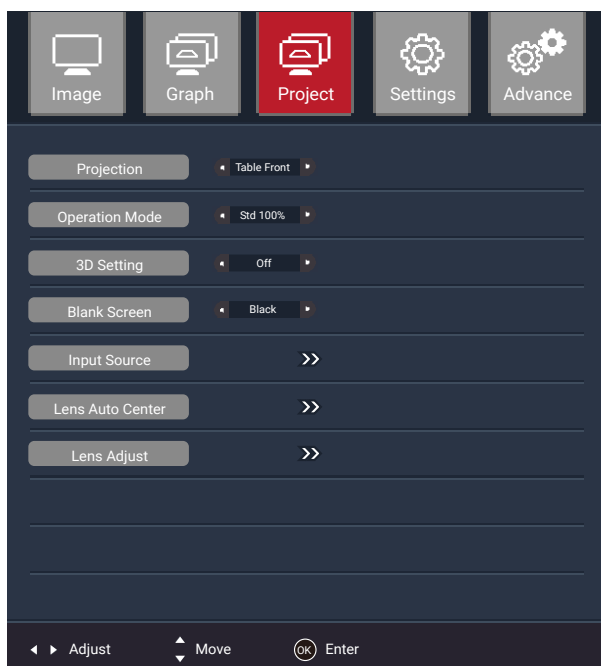 Image Graph Project Settings Advance
Projection Table Front
Operation Mode Std 100%
3D Setting Off
Blank Screen Black
Input Source
Lens Auto Center
Lens Adjust
Adjust Move OK Enter